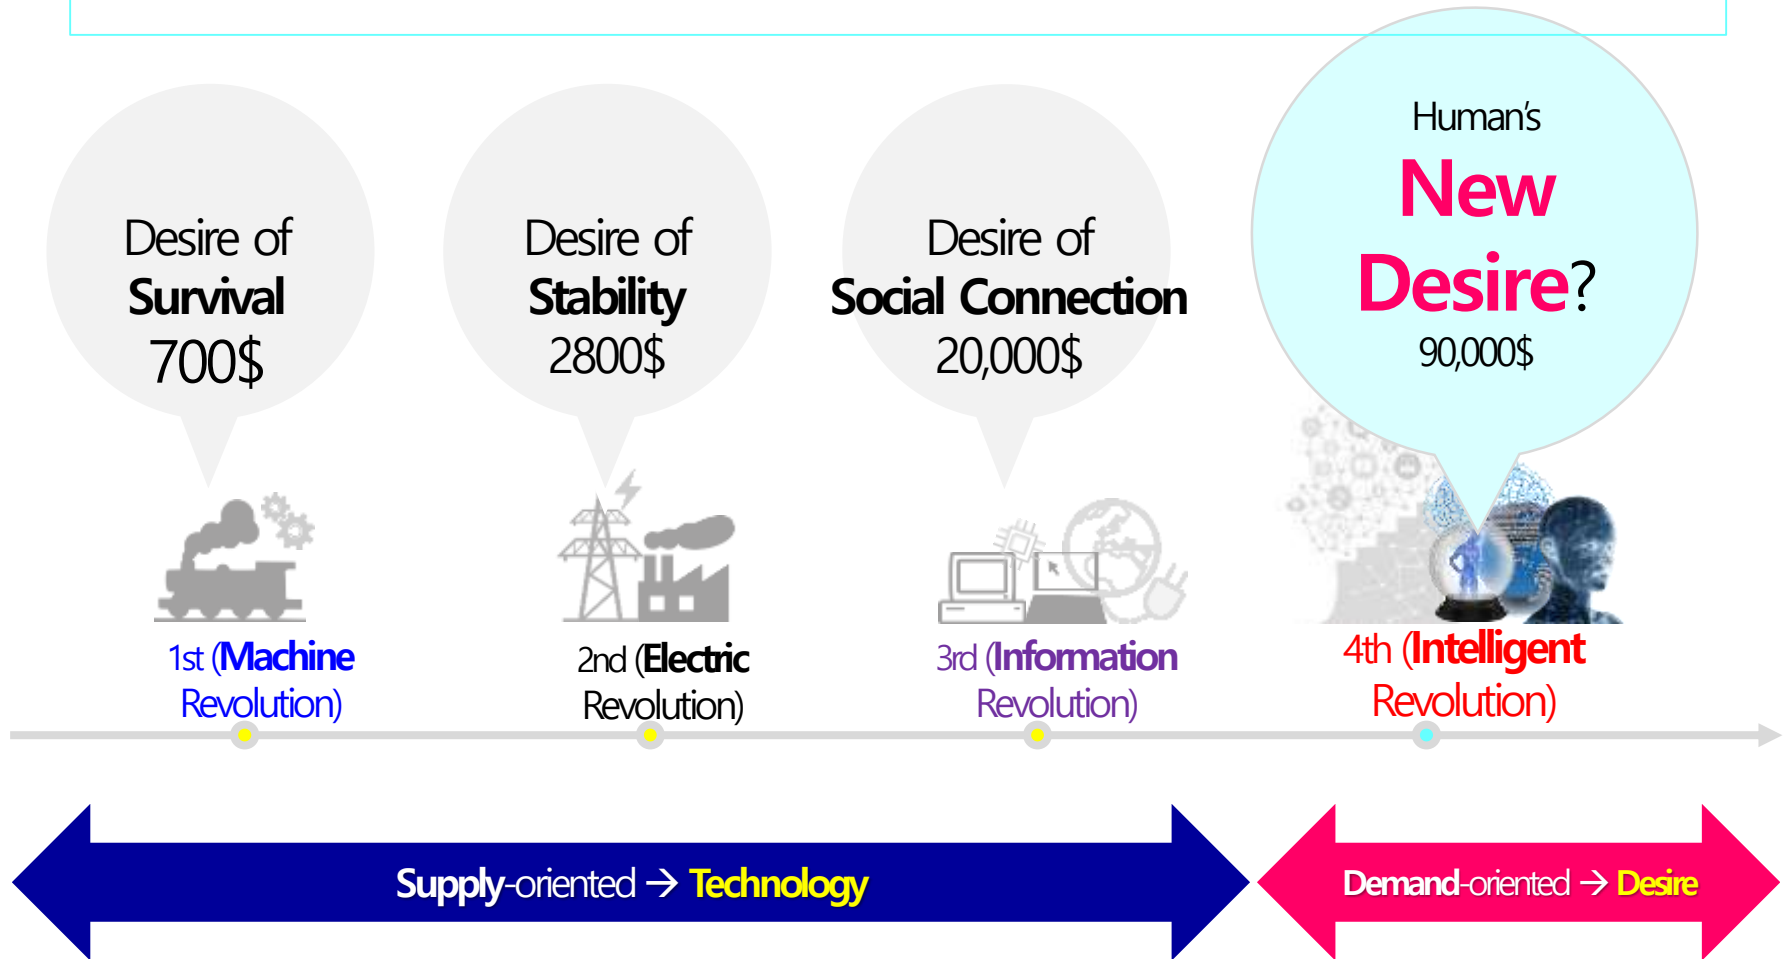 Desire of
Survival
700$
Desire of
Stability
2800$
Desire of
Social Connection
20,000$
Human's
New
Desire?
90,000$
1st (Machine
Revolution)
2nd (Electric
Revolution)
3rd (Information
Revolution)
4th (Intelligent
Revolution)
Supply-oriented → Technology
Demand-oriented → Desire